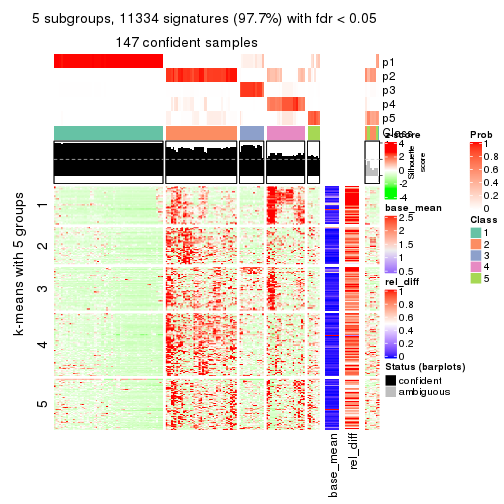 5 subgroups, 11334 signatures (97.7%) with fdr < 0.05
147 confident samples
p1
p2
p3
p4
p5
Class
z-score
4
2
0
-2
-4
Silhouette
score
Prob
1
0.8
0.6
0.4
0.2
0
base_mean
2.5
2
1.5
1
0.5
Class
1
2
3
4
5
rel_diff
1
0.8
0.6
0.4
0.2
0
Status (barplots)
confident
ambiguous
k-means with 5 groups
1
2
3
4
5
base_mean
rel_diff